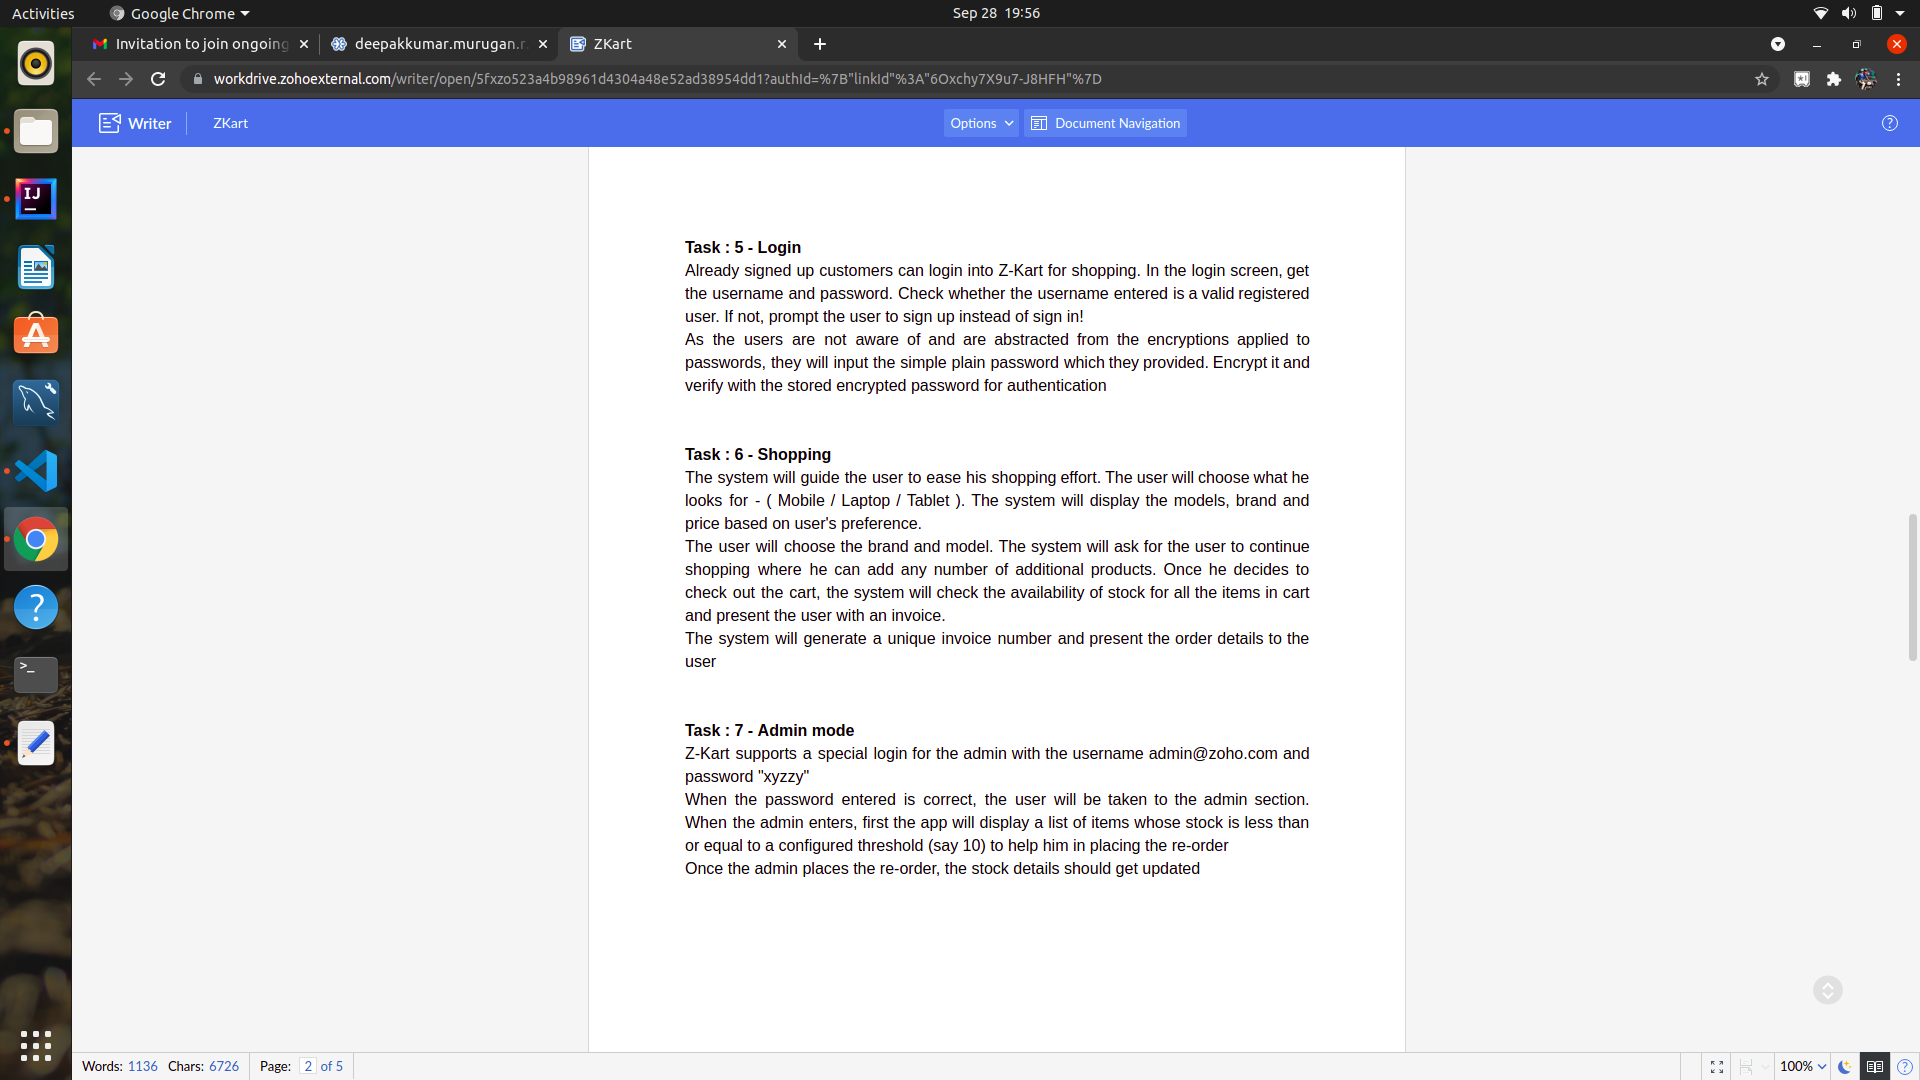 Activities
Google Chrome
Sep 28 19:56
Invitation to join ongoing
deepakkumar.murugan.r
ZKart
workdrive.zohoexternal.com/writer/open/5fxzo523a4b98961d4304a48e52ad38954dd1?authId=%7B"linkId"%3A"6Oxchy7X9u7-J8HFH"%7D
Writer
ZKart
Options
Document Navigation
Task : 5 - Login
Already signed up customers can login into Z-Kart for shopping. In the login screen, get
the username and password. Check whether the username entered is a valid registered
user. If not, prompt the user to sign up instead of sign in!
As the users are not aware of and are abstracted from the encryptions applied to
passwords, they will input the simple plain password which they provided. Encrypt it and
verify with the stored encrypted password for authentication
Task : 6 - Shopping
The system will guide the user to ease his shopping effort. The user will choose what he
looks for - ( Mobile / Laptop / Tablet ). The system will display the models, brand and
price based on user's preference.
The user will choose the brand and model. The system will ask for the user to continue
shopping where he can add any number of additional products. Once he decides to
check out the cart, the system will check the availability of stock for all the items in cart
and present the user with an invoice.
The system will generate a unique invoice number and present the order details to the
user
Task : 7 - Admin mode
Z-Kart supports a special login for the admin with the username admin@zoho.com and
password "xyzzy"
When the password entered is correct, the user will be taken to the admin section.
When the admin enters, first the app will display a list of items whose stock is less than
or equal to a configured threshold (say 10) to help him in placing the re-order
Once the admin places the re-order, the stock details should get updated
Words: 1136 Chars: 6726 Page: 2 of 5
100%